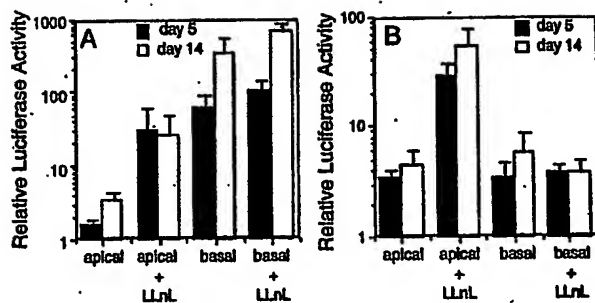 Relative Luciferase Activity
1000
100
10
1
A
day 5
day 14
apical
apical + LLnL
basal
basal + LLnL
Relative Luciferase Activity
100
10
1
B
day 5
day 14
apical
apical + LLnL
basal
basal + LLnL